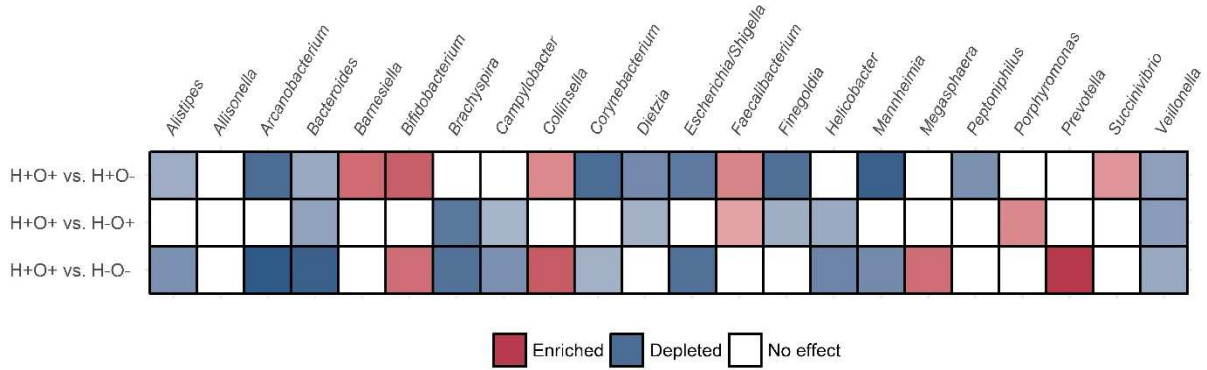 Alistipes
Allisonella
Arcanobacterium
Bacteroides
Barnesiella
Bifidobacterium
Brachyspira
Campylobacter
Collinsella
Corynebacterium
Dietzia
Escherichia/Shigella
Faecalibacterium
Finegoldia
Helicobacter
Mannheimia
Megasphaera
Peptoniphilus
Porphyromonas
Prevotella
Succinivibrio
Veillonella
H+O+ vs. H+O-
H+O+ vs. H-O+
H+O+ vs. H-O-
Enriched Depleted No effect